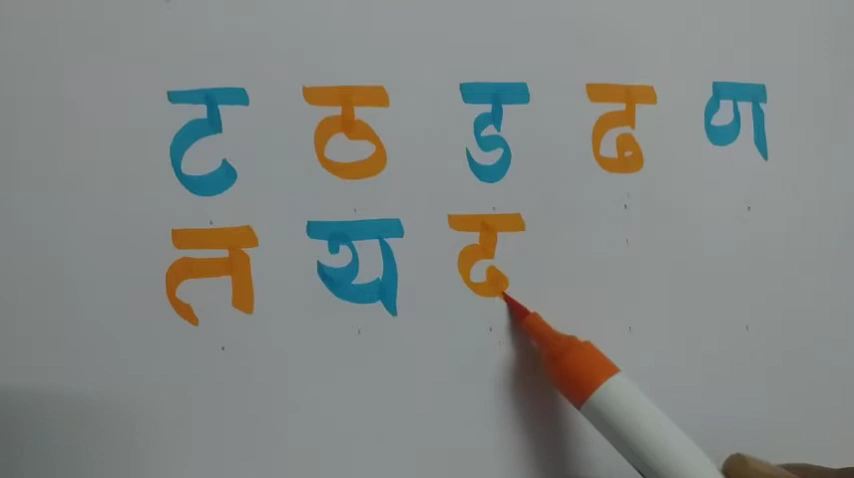 ट ठ ड ढ ण
त थ द